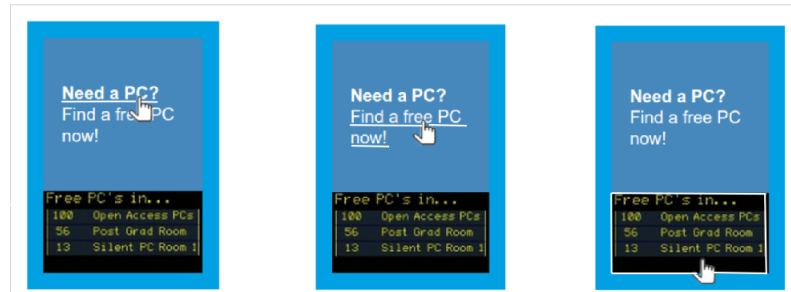 Need a PC?
Find a free PC
now!
Free PC's in...
100 Open Access PCs
56 Post Grad Room
13 Silent PC Room 1
Need a PC?
Find a free PC
now!
Free PC's in...
100 Open Access PCs
56 Post Grad Room
13 Silent PC Room 1
Need a PC?
Find a free PC
now!
Free PC's in...
100 Open Access PCs
56 Post Grad Room
13 Silent PC Room 1